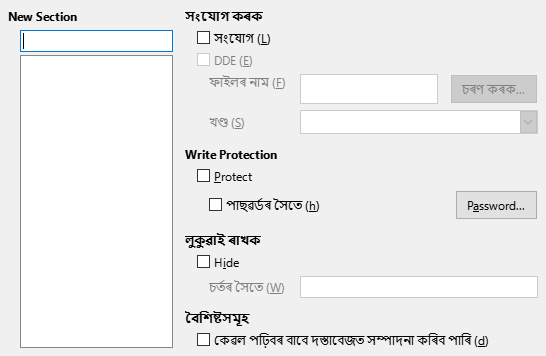 New Section
সংযোগ কৰক
সংযোগ (L)
DDE (E)
ফাইলৰ নাম (F)
চৰণ কৰক...
খণ্ড (S)
Write Protection
Protect
পাছৱৰ্ডৰ সৈতে (h)
Password...
লুকুৱাই ৰাখক
Hide
চৰ্তৰ সৈতে (W)
বৈশিষ্টসমূহ
কেৱল পঢ়িবৰ বাবে দস্তাবেজত সম্পাদনা কৰিব পাৰি (d)